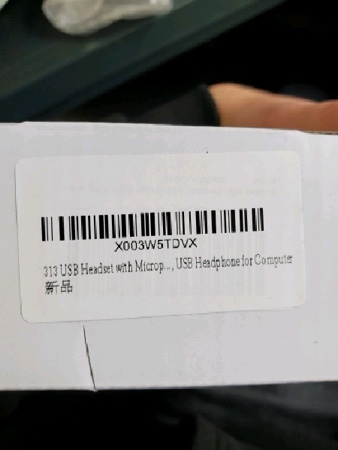 X003W5TDVX
313 USB Headset with Microp..., USB Headphone for Computer
新品